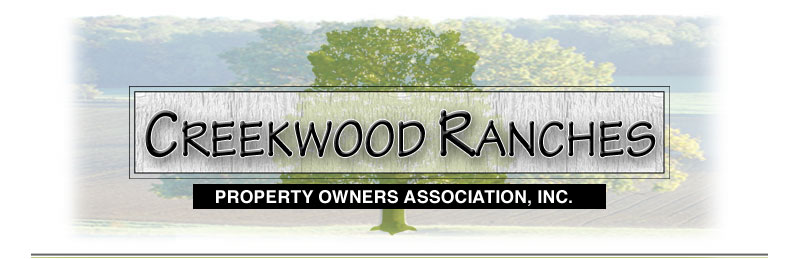 CREEKWOOD RANCHES
PROPERTY OWNERS ASSOCIATION, INC.